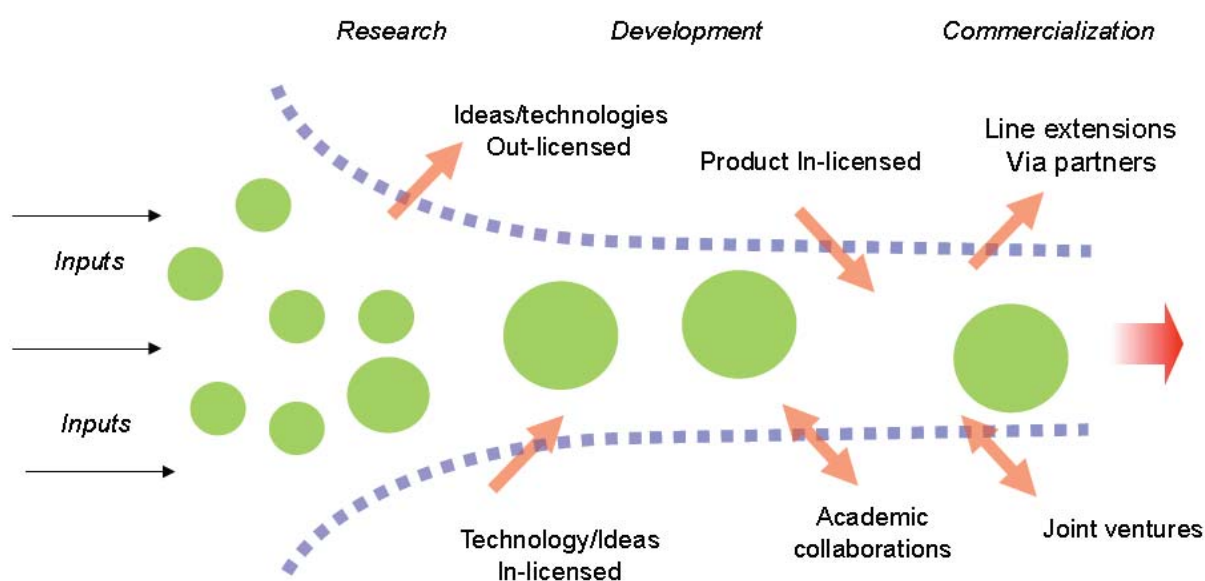 Research
Development
Commercialization
Ideas/technologies
Out-licensed
Product In-licensed
Line extensions
Via partners
Inputs
Inputs
Technology/Ideas
In-licensed
Academic
collaborations
Joint ventures